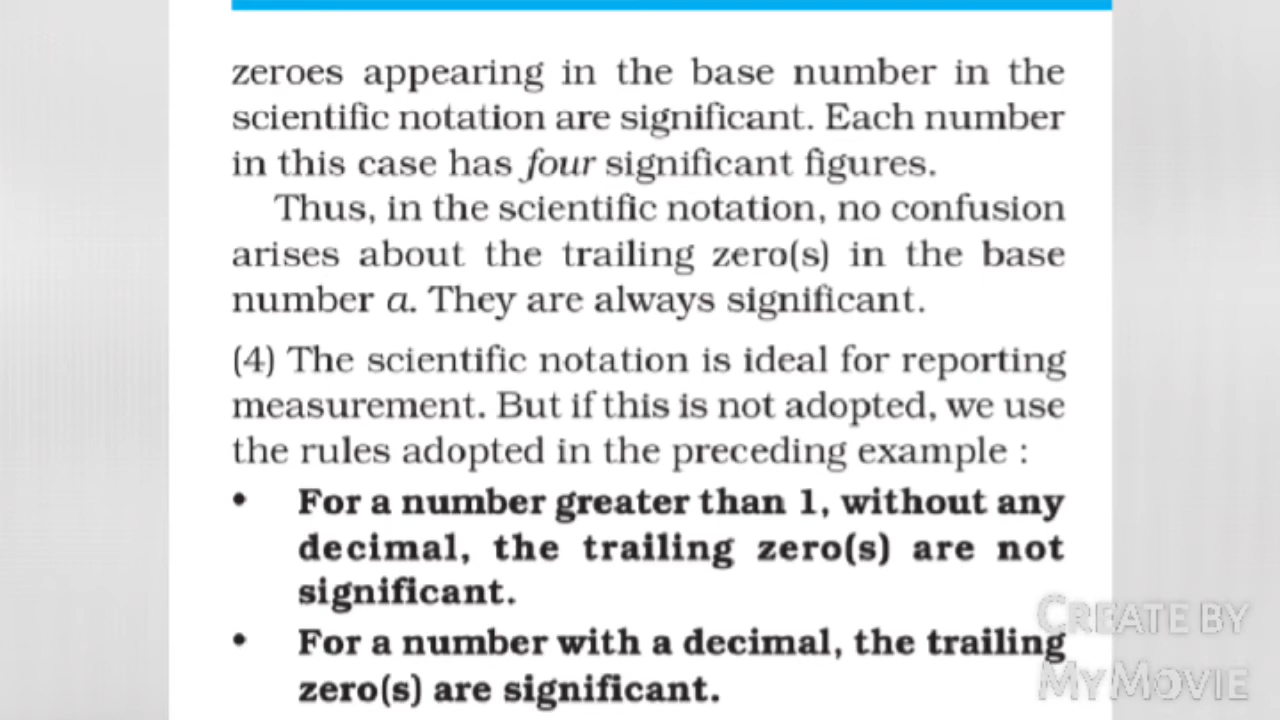 zeroes appearing in the base number in the
scientific notation are significant. Each number
in this case has four significant figures.
Thus, in the scientific notation, no confusion
arises about the trailing zero(s) in the base
number a. They are always significant.
(4) The scientific notation is ideal for reporting
measurement. But if this is not adopted, we use
the rules adopted in the preceding example :
• For a number greater than 1, without any
decimal, the trailing zero(s) are not
significant.
• For a number with a decimal, the trailing
zero(s) are significant.
CREATE BY
MYMOVIE